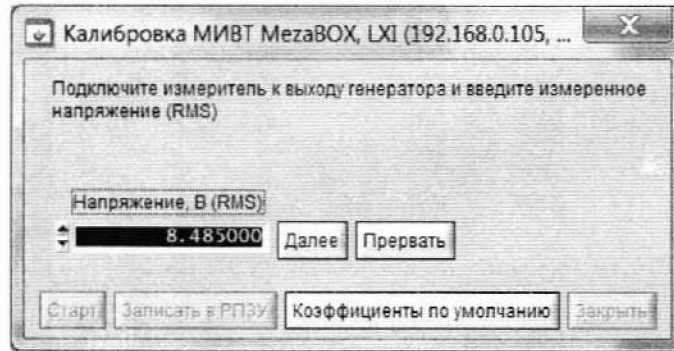 Калибровка МИВТ MezaBOX, LXI (192.168.0.105, ...
Подключите измеритель к выходу генератора и введите измеренное
напряжение (RMS)
Напряжение, В (RMS)
8.485000 Далее Прервать
Старт Записать в РПЗУ Коэффициенты по умолчанию Закрыть